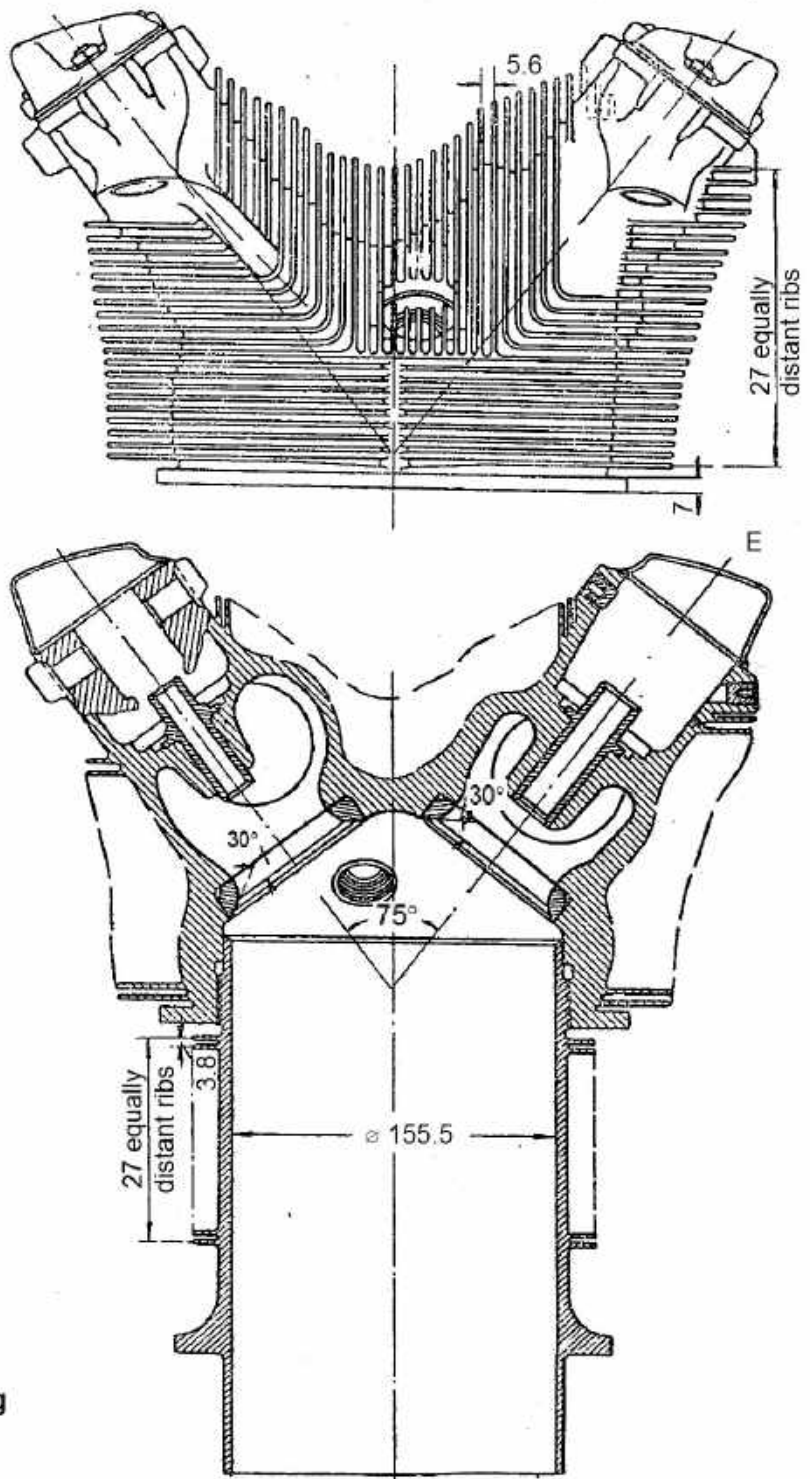 5.6
27 equally
distant ribs
7
E
30°
30°
75°
3.8
27 equally
distant ribs
⌀ 155.5
g